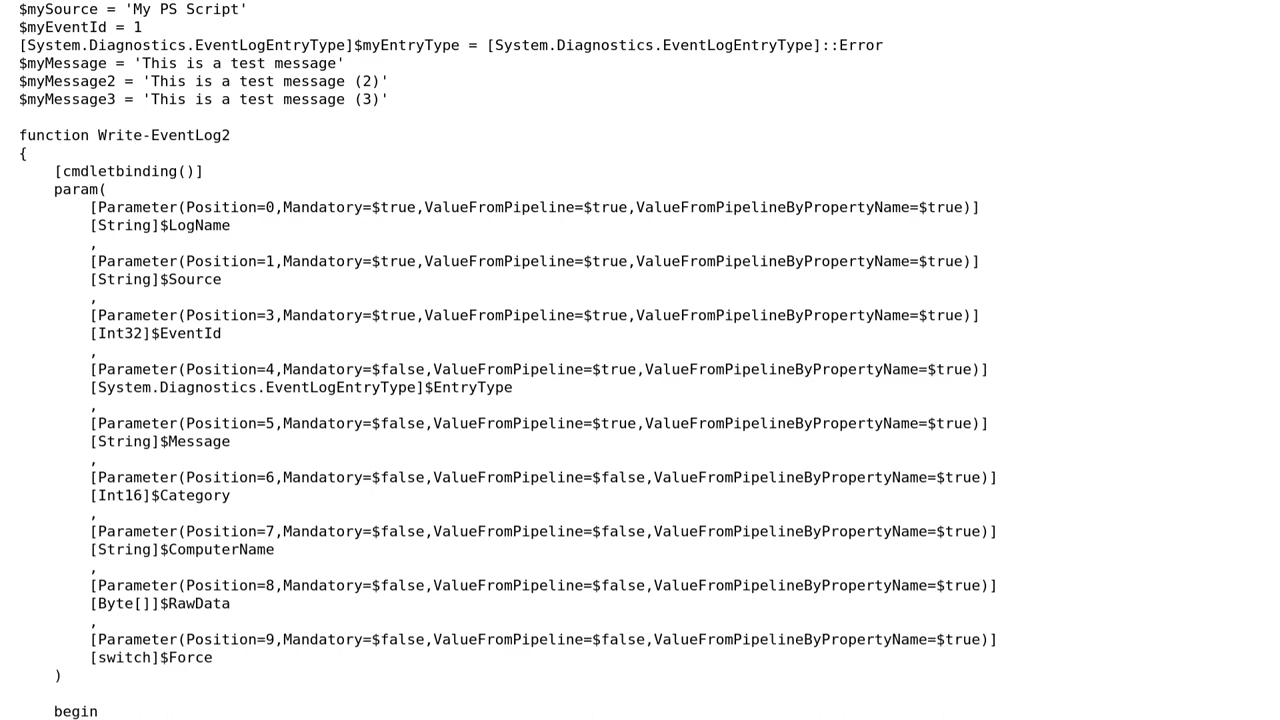 $mySource = 'My PS Script'
$myEventId = 1
[System.Diagnostics.EventLogEntryType]$myEntryType = [System.Diagnostics.EventLogEntryType]::Error
$myMessage = 'This is a test message'
$myMessage2 = 'This is a test message (2)'
$myMessage3 = 'This is a test message (3)'

function Write-EventLog2
{
    [cmdletbinding()]
    param(
        [Parameter(Position=0,Mandatory=$true,ValueFromPipeline=$true,ValueFromPipelineByPropertyName=$true)]
        [String]$LogName
        ,
        [Parameter(Position=1,Mandatory=$true,ValueFromPipeline=$true,ValueFromPipelineByPropertyName=$true)]
        [String]$Source
        ,
        [Parameter(Position=3,Mandatory=$true,ValueFromPipeline=$true,ValueFromPipelineByPropertyName=$true)]
        [Int32]$EventId
        ,
        [Parameter(Position=4,Mandatory=$false,ValueFromPipeline=$true,ValueFromPipelineByPropertyName=$true)]
        [System.Diagnostics.EventLogEntryType]$EntryType
        ,
        [Parameter(Position=5,Mandatory=$false,ValueFromPipeline=$true,ValueFromPipelineByPropertyName=$true)]
        [String]$Message
        ,
        [Parameter(Position=6,Mandatory=$false,ValueFromPipeline=$false,ValueFromPipelineByPropertyName=$true)]
        [Int16]$Category
        ,
        [Parameter(Position=7,Mandatory=$false,ValueFromPipeline=$false,ValueFromPipelineByPropertyName=$true)]
        [String]$ComputerName
        ,
        [Parameter(Position=8,Mandatory=$false,ValueFromPipeline=$false,ValueFromPipelineByPropertyName=$true)]
        [Byte[]]$RawData
        ,
        [Parameter(Position=9,Mandatory=$false,ValueFromPipeline=$false,ValueFromPipelineByPropertyName=$true)]
        [switch]$Force
    )

    begin